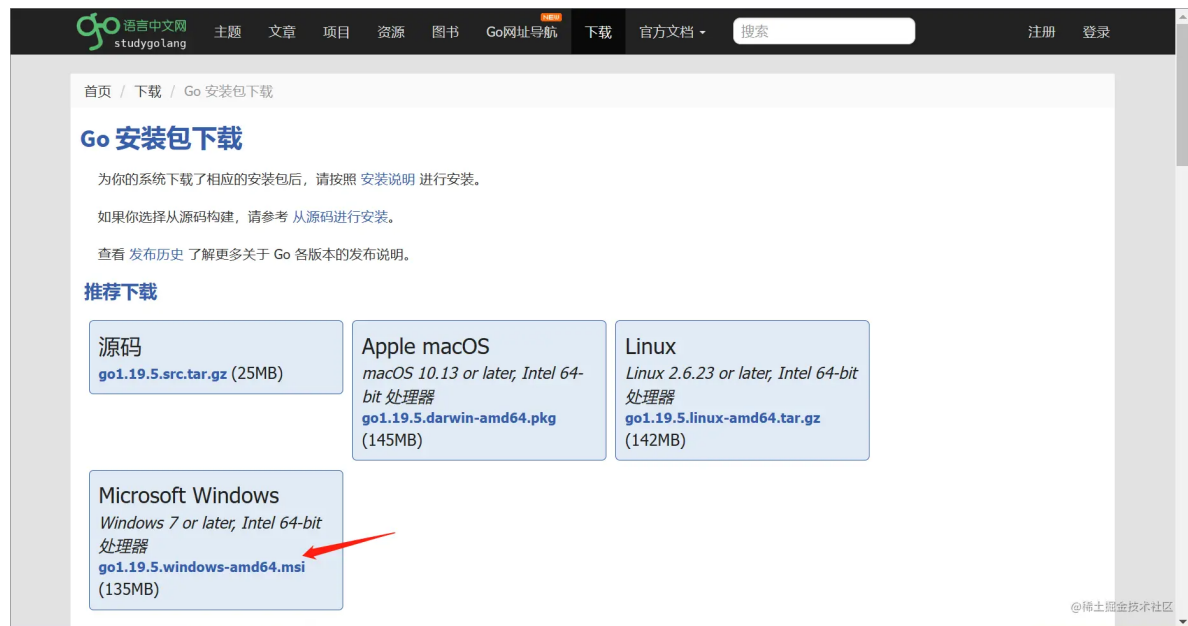 go 语言中文网
studygolang
主题 文章 项目 资源 图书 Go网址导航 NEW 下载 官方文档 搜索 注册 登录
首页 / 下载 / Go 安装包下载
Go 安装包下载
为你的系统下载了相应的安装包后，请按照 安装说明 进行安装。
如果你选择从源码构建，请参考 从源码进行安装。
查看 发布历史 了解更多关于 Go 各版本的发布说明。
推荐下载
源码
go1.19.5.src.tar.gz (25MB)
Apple macOS
macOS 10.13 or later, Intel 64-
bit 处理器
go1.19.5.darwin-amd64.pkg
(145MB)
Linux
Linux 2.6.23 or later, Intel 64-bit
处理器
go1.19.5.linux-amd64.tar.gz
(142MB)
Microsoft Windows
Windows 7 or later, Intel 64-bit
处理器
go1.19.5.windows-amd64.msi
(135MB)
@稀土掘金技术社区